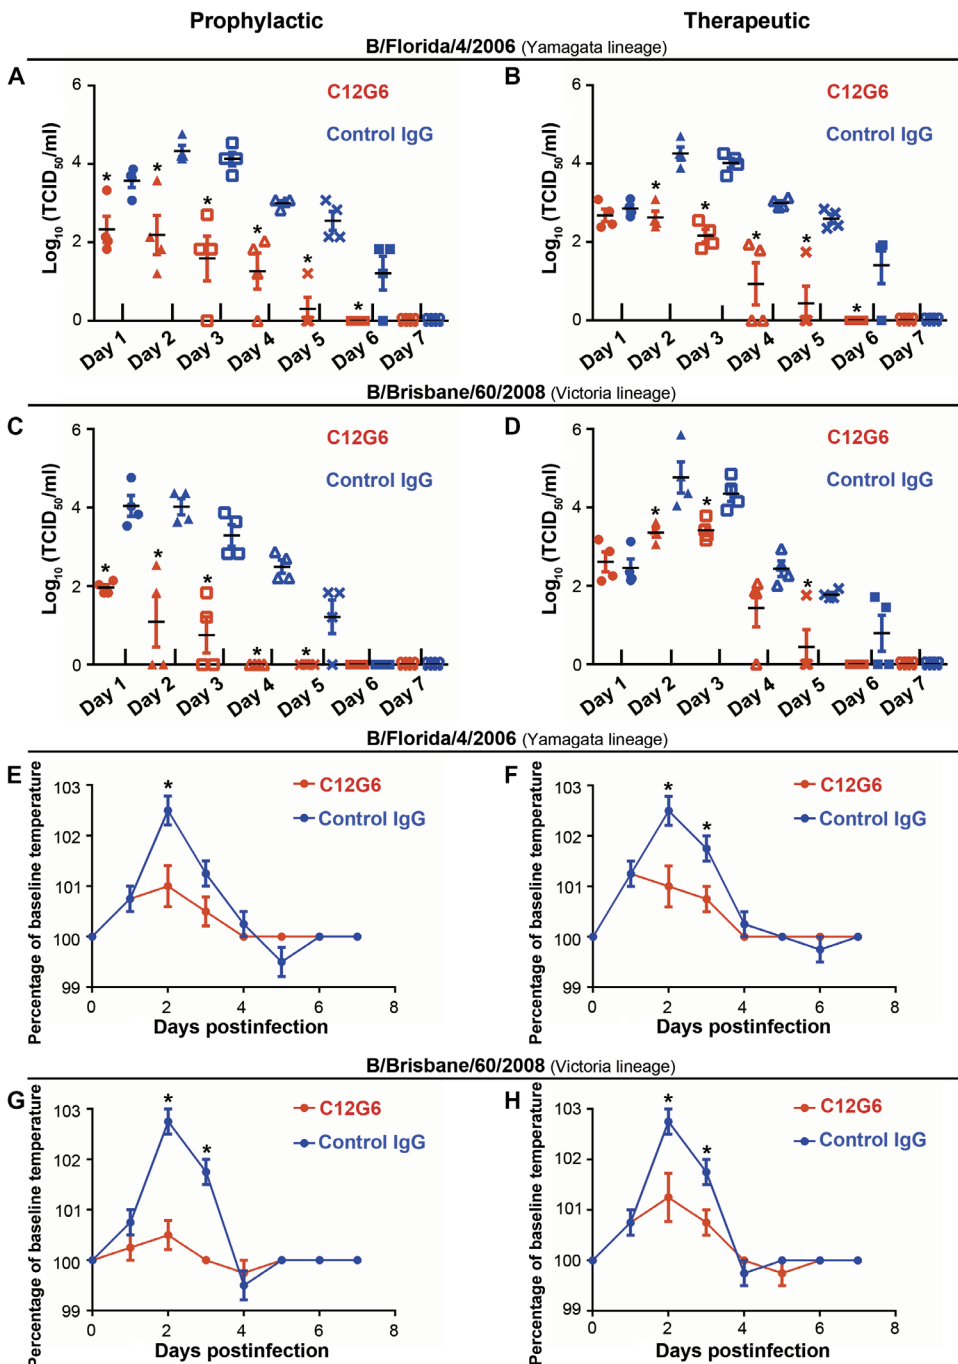 Prophylactic Therapeutic
B/Florida/4/2006 (Yamagata lineage)
A B
6 C12G6 6 C12G6
Control IgG Control IgG
4 4
Log10 (TCID50/ml) Log10 (TCID50/ml)
2 2
0 0
Day 1 Day 2 Day 3 Day 4 Day 5 Day 6 Day 7 Day 1 Day 2 Day 3 Day 4 Day 5 Day 6 Day 7
B/Brisbane/60/2008 (Victoria lineage)
C D
6 C12G6 6 C12G6
Control IgG Control IgG
4 4
Log10 (TCID50/ml) Log10 (TCID50/ml)
2 2
0 0
Day 1 Day 2 Day 3 Day 4 Day 5 Day 6 Day 7 Day 1 Day 2 Day 3 Day 4 Day 5 Day 6 Day 7
B/Florida/4/2006 (Yamagata lineage)
E F
Percentage of baseline temperature Percentage of baseline temperature
103 C12G6 103 C12G6
Control IgG Control IgG
102 102
101 101
100 100
99 99
0 2 4 6 8 0 2 4 6 8
Days postinfection Days postinfection
B/Brisbane/60/2008 (Victoria lineage)
G H
Percentage of baseline temperature Percentage of baseline temperature
103 C12G6 103 C12G6
Control IgG Control IgG
102 102
101 101
100 100
99 99
0 2 4 6 8 0 2 4 6 8
Days postinfection Days postinfection